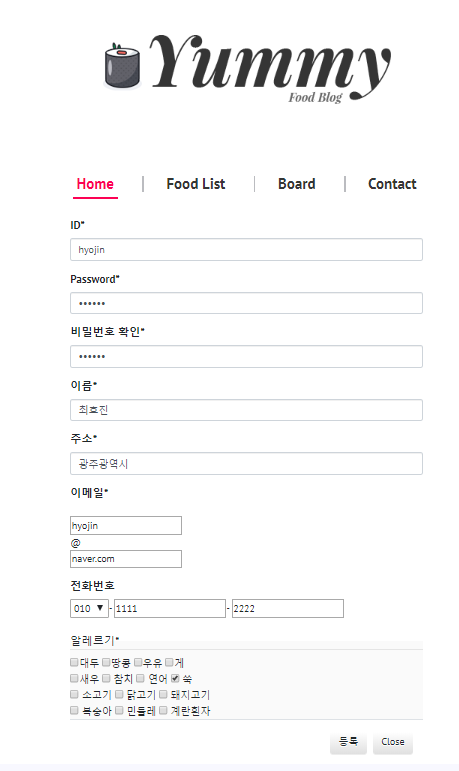 Yummy
Food Blog
Home Food List Board Contact
ID*
hyojin
Password*
••••••
비밀번호 확인*
••••••
이름*
최효진
주소*
광주광역시
이메일*
hyojin
@
naver.com
전화번호
010 ▼ - 1111 - 2222
알레르기*
대두 땅콩 우유 게
새우 참치 연어 쑥
소고기 닭고기 돼지고기
복숭아 민들레 계란흰자
등록 Close